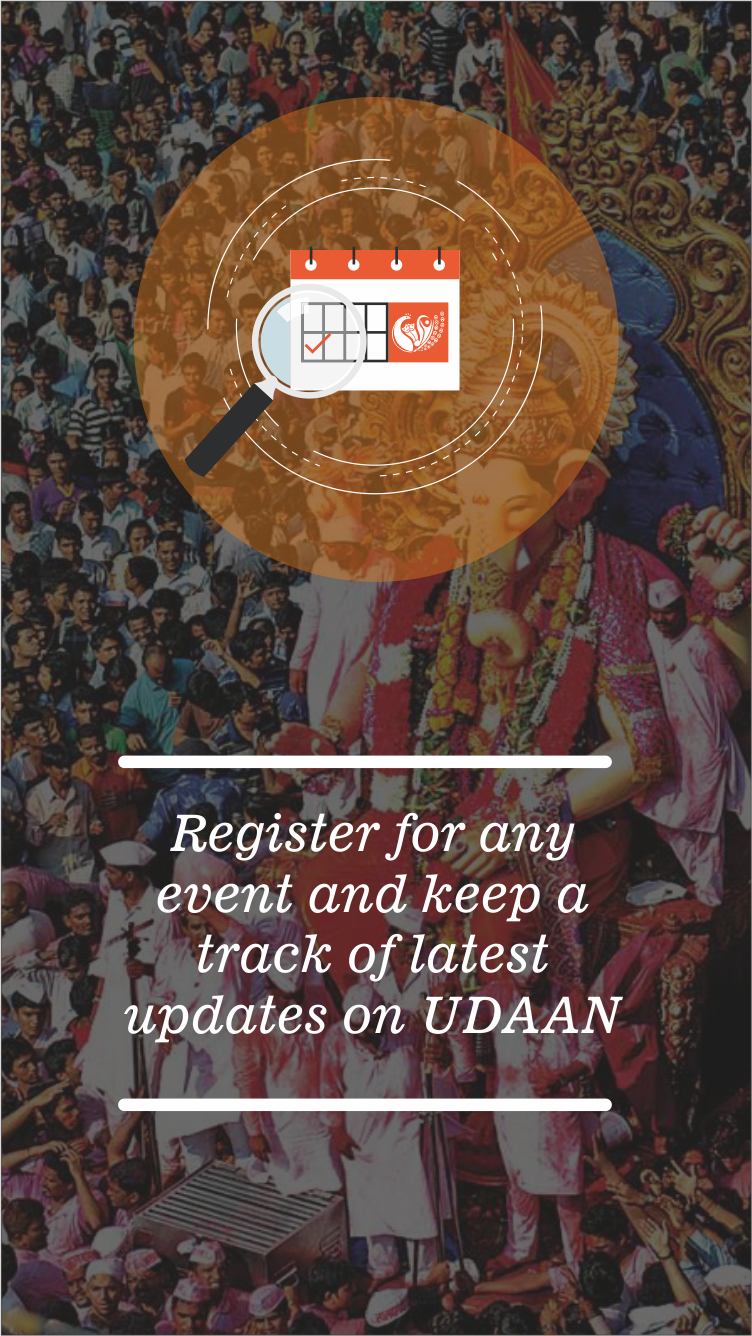 Register for any
event and keep a
track of latest
updates on UDAAN